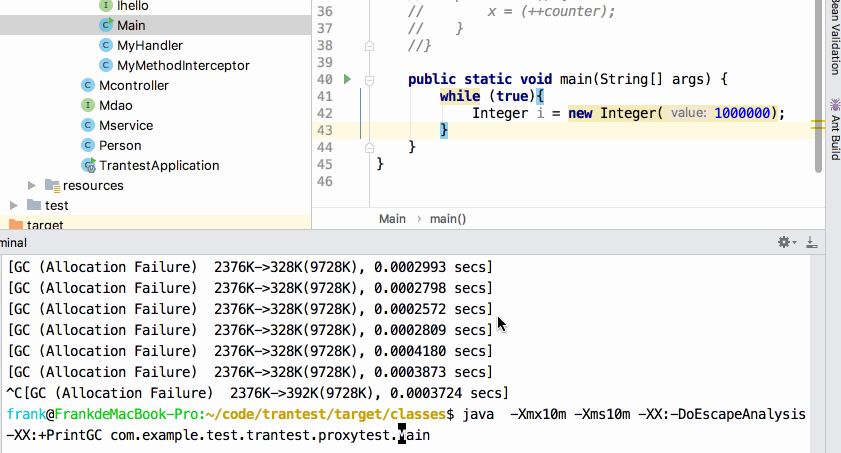 Ihello
Main
MyHandler
MyMethodInterceptor
Mcontroller
Mdao
Mservice
Person
TrantestApplication
resources
test
target
36 // x = (++counter);
37 // }
38 //}
39
40 public static void main(String[] args) {
41 while (true){
42 Integer i = new Integer( value: 1000000);
43 }
44 }
45 }
46
Main › main()
Bean Validation
Ant Build
minal
[GC (Allocation Failure)  2376K->328K(9728K), 0.0002993 secs]
[GC (Allocation Failure)  2376K->328K(9728K), 0.0002798 secs]
[GC (Allocation Failure)  2376K->328K(9728K), 0.0002572 secs]
[GC (Allocation Failure)  2376K->328K(9728K), 0.0002809 secs]
[GC (Allocation Failure)  2376K->328K(9728K), 0.0004180 secs]
[GC (Allocation Failure)  2376K->328K(9728K), 0.0003873 secs]
^C[GC (Allocation Failure)  2376K->392K(9728K), 0.0003724 secs]
frank@FrankdeMacBook-Pro:~/code/trantest/target/classes$ java  -Xmx10m -Xms10m -XX:-DoEscapeAnalysis
-XX:+PrintGC com.example.test.trantest.proxytest.Main